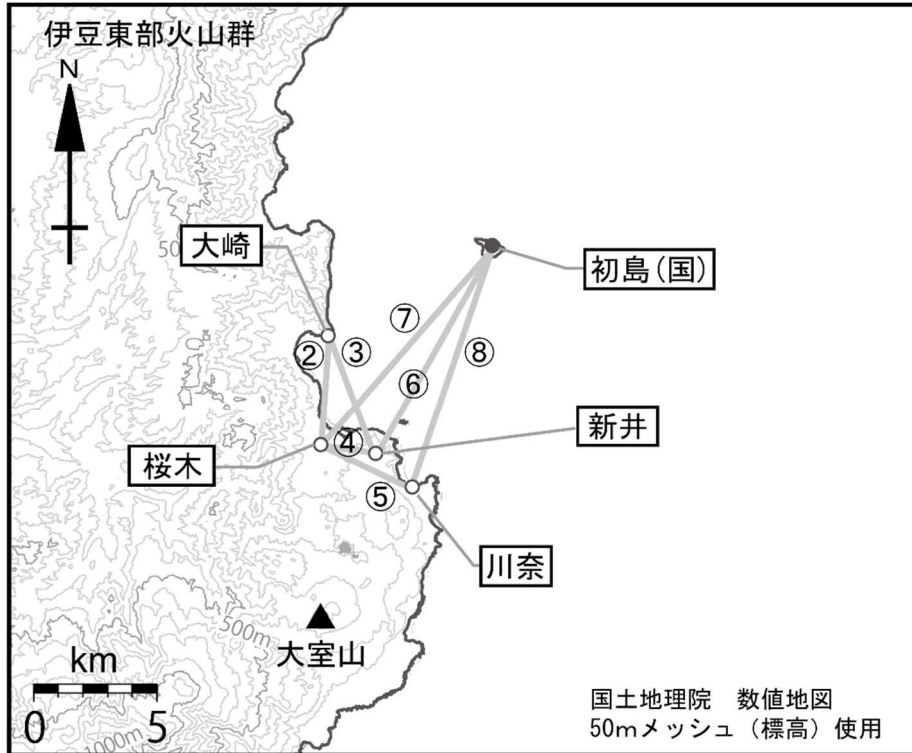 伊豆東部火山群
N
50
大崎
初島(国)
⑦
②
③
⑧
⑥
新井
④
桜木
⑤
川奈
500m
大室山
km
0
5
1000m
国土地理院 数値地図
50mメッシュ(標高)使用